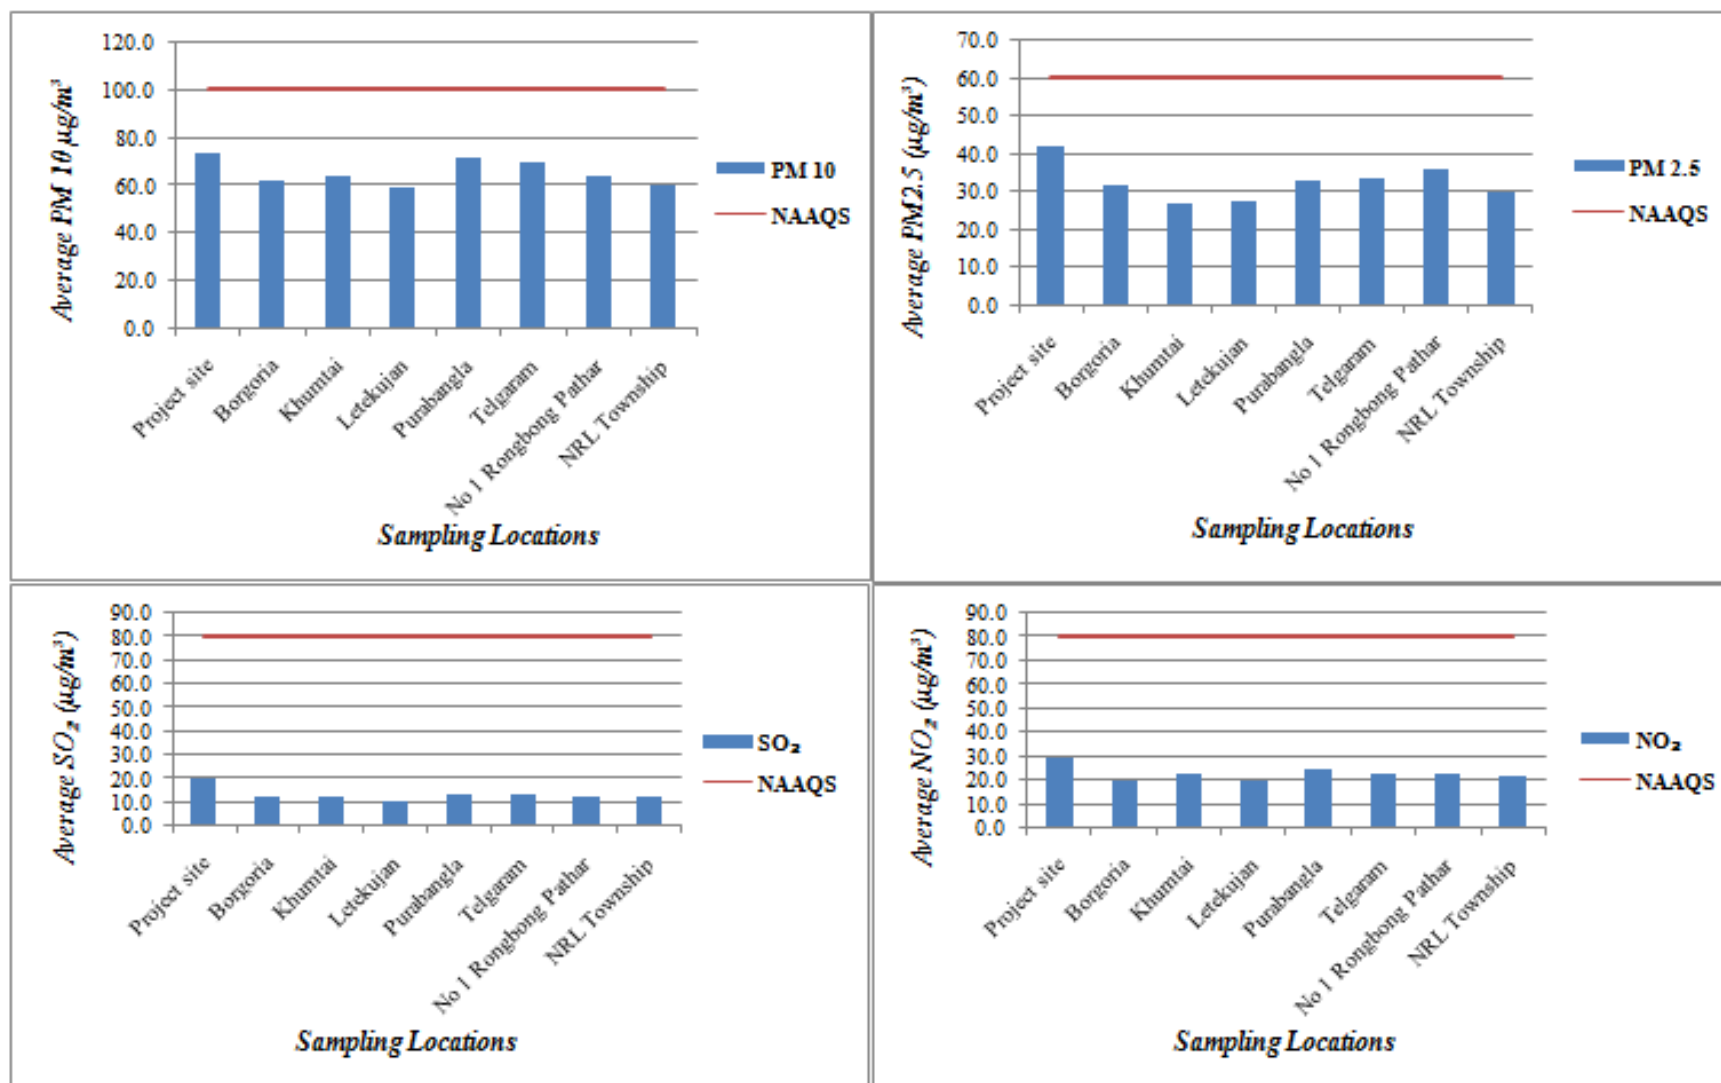 Average PM 10 µg/m³
120.0
100.0
80.0
60.0
40.0
20.0
0.0
Project site
Borgoria
Khumtai
Letekujan
Purabangla
Telgaram
No 1 Rongbong Pathar
NRL Township
Sampling Locations
PM 10
NAAQS
Average PM2.5 (µg/m³)
70.0
60.0
50.0
40.0
30.0
20.0
10.0
0.0
Project site
Borgoria
Khumtai
Letekujan
Purabangla
Telgaram
No 1 Rongbong Pathar
NRL Township
Sampling Locations
PM 2.5
NAAQS
Average SO₂ (µg/m³)
90.0
80.0
70.0
60.0
50.0
40.0
30.0
20.0
10.0
0.0
Project site
Borgoria
Khumtai
Letekujan
Purabangla
Telgaram
No 1 Rongbong Pathar
NRL Township
Sampling Locations
SO₂
NAAQS
Average NO₂ (µg/m³)
90.0
80.0
70.0
60.0
50.0
40.0
30.0
20.0
10.0
0.0
Project site
Borgoria
Khumtai
Letekujan
Purabangla
Telgaram
No 1 Rongbong Pathar
NRL Township
Sampling Locations
NO₂
NAAQS